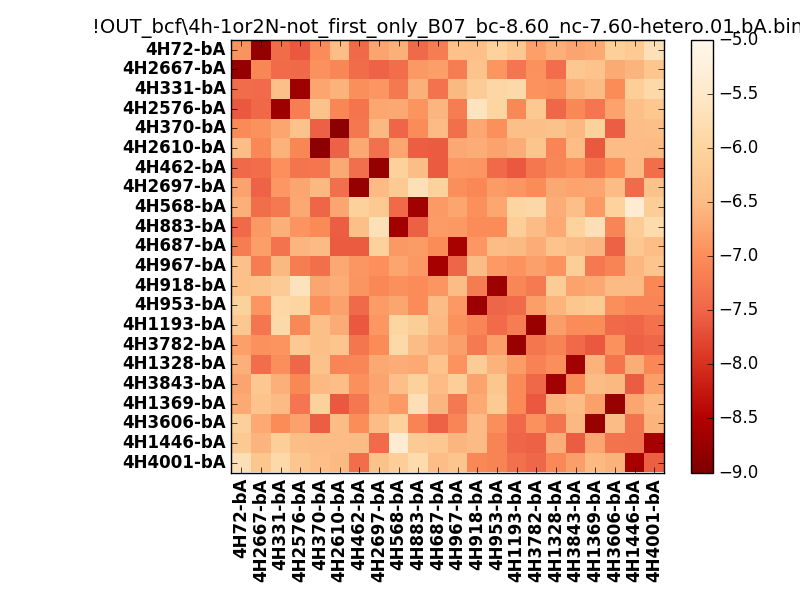 !OUT_bcf\4h-1or2N-not_first_only_B07_bc-8.60_nc-7.60-hetero.01.bA.bin
4H72-bA
4H2667-bA
4H331-bA
4H2576-bA
4H370-bA
4H2610-bA
4H462-bA
4H2697-bA
4H568-bA
4H883-bA
4H687-bA
4H967-bA
4H918-bA
4H953-bA
4H1193-bA
4H3782-bA
4H1328-bA
4H3843-bA
4H1369-bA
4H3606-bA
4H1446-bA
4H4001-bA
4H72-bA
4H2667-bA
4H331-bA
4H2576-bA
4H370-bA
4H2610-bA
4H462-bA
4H2697-bA
4H568-bA
4H883-bA
4H687-bA
4H967-bA
4H918-bA
4H953-bA
4H1193-bA
4H3782-bA
4H1328-bA
4H3843-bA
4H1369-bA
4H3606-bA
4H1446-bA
4H4001-bA
−5.0
−5.5
−6.0
−6.5
−7.0
−7.5
−8.0
−8.5
−9.0